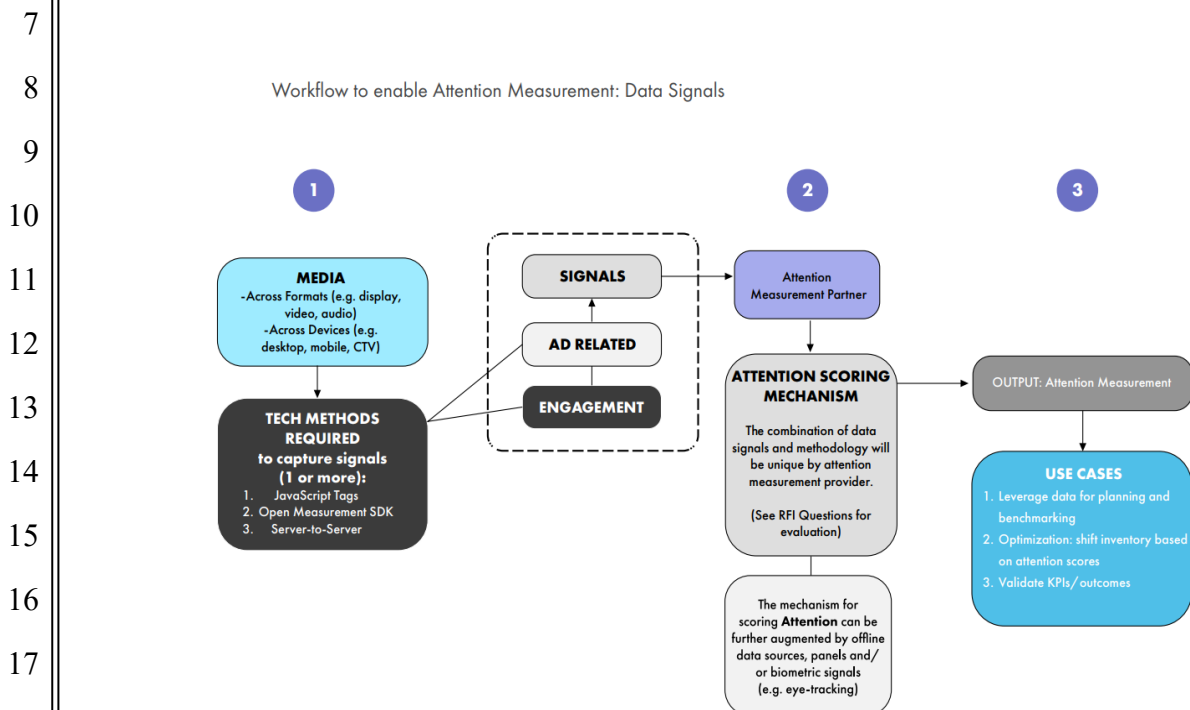 7
8
9
10
11
12
13
14
15
16
17
Workflow to enable Attention Measurement: Data Signals
1
2
3
MEDIA
-Across Formats (e.g. display,
video, audio)
-Across Devices (e.g.
desktop, mobile, CTV)
TECH METHODS
REQUIRED
to capture signals
(1 or more):
1. JavaScript Tags
2. Open Measurement SDK
3. Server-to-Server
SIGNALS
AD RELATED
ENGAGEMENT
Attention
Measurement Partner
ATTENTION SCORING
MECHANISM
The combination of data
signals and methodology will
be unique by attention
measurement provider.
(See RFI Questions for
evaluation)
The mechanism for
scoring Attention can be
further augmented by offline
data sources, panels and/
or biometric signals
(e.g. eye-tracking)
OUTPUT: Attention Measurement
USE CASES
1. Leverage data for planning and
benchmarking
2. Optimization: shift inventory based
on attention scores
3. Validate KPIs/outcomes